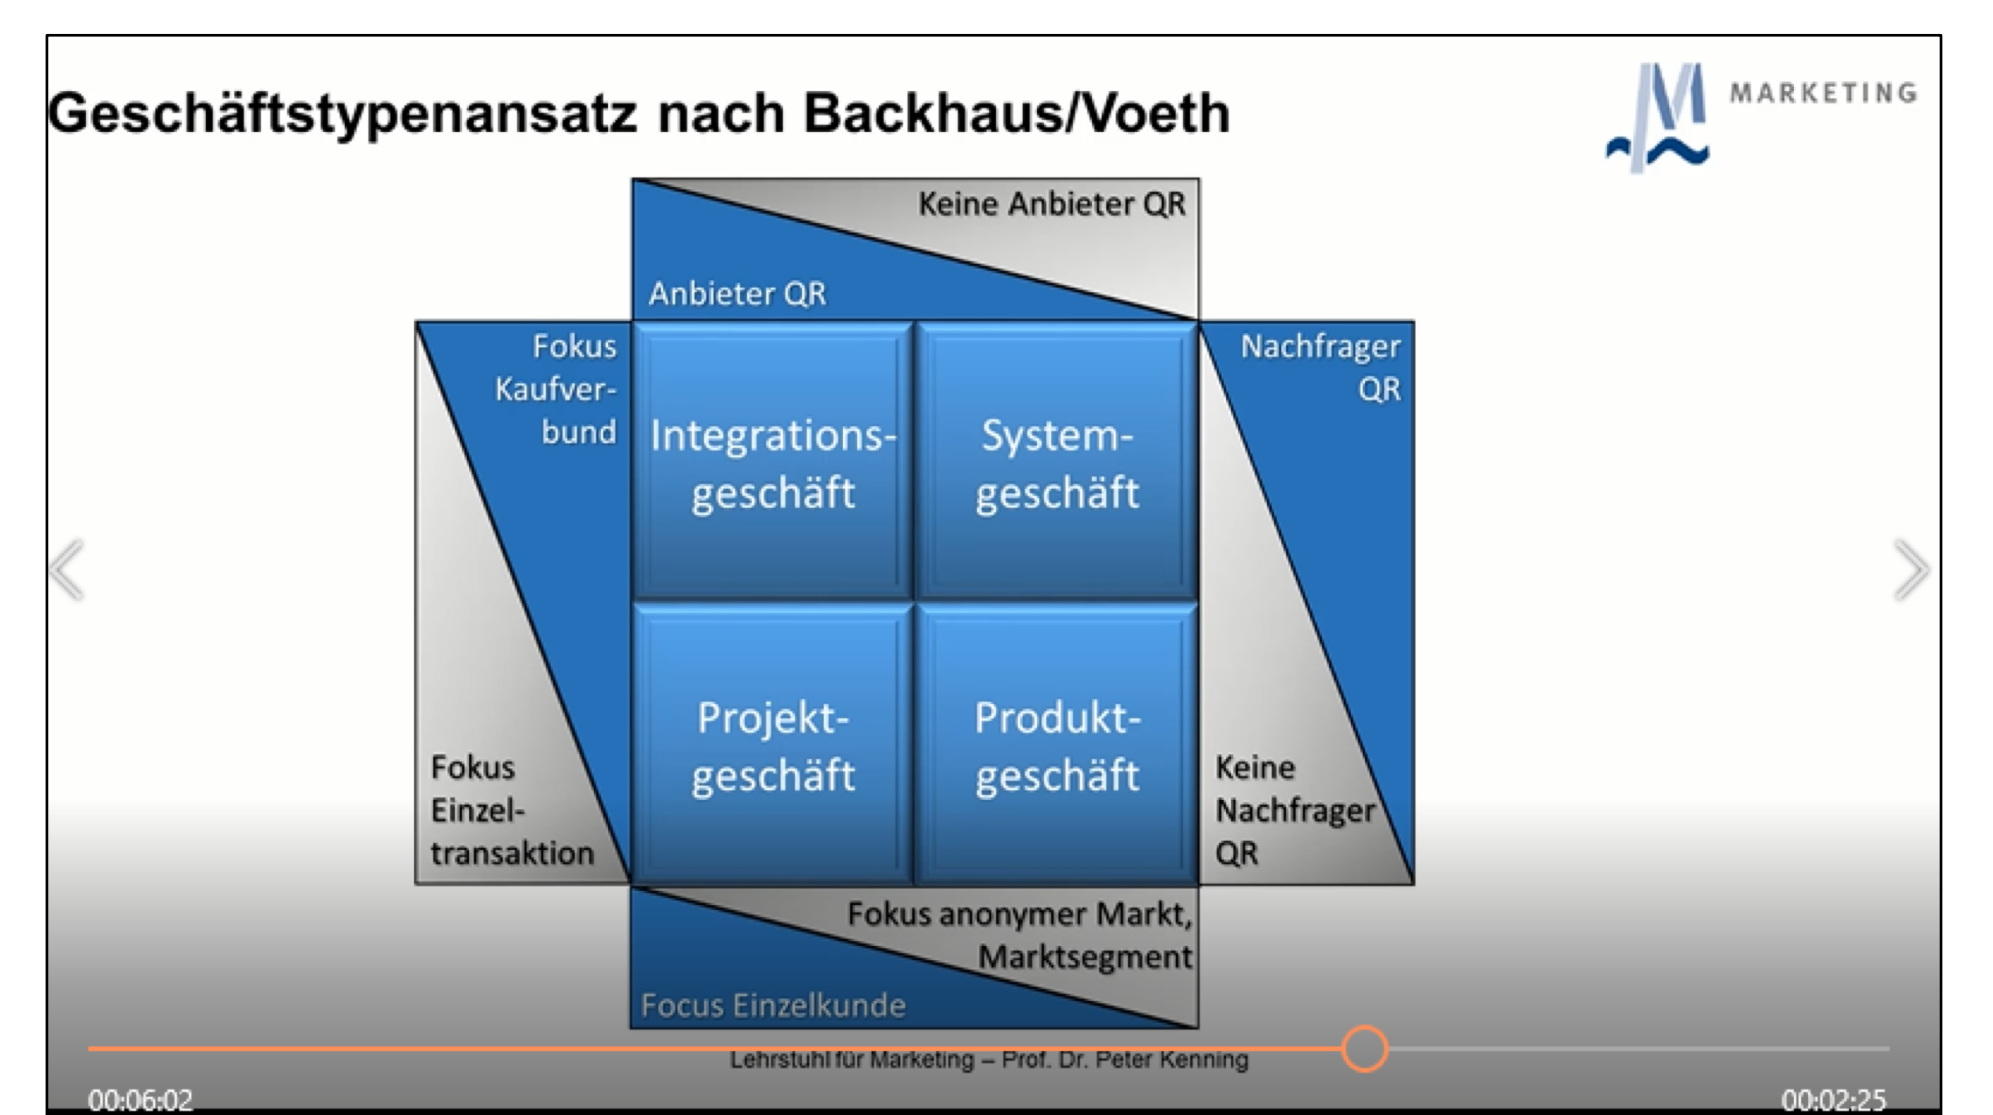 Geschäftstypenansatz nach Backhaus/Voeth
MARKETING
Keine Anbieter QR
Anbieter QR
Fokus
Kaufver-
bund
Nachfrager
QR
Integrations-
geschäft
System-
geschäft
Projekt-
geschäft
Produkt-
geschäft
Fokus
Einzel-
transaktion
Keine
Nachfrager
QR
Fokus anonymer Markt,
Marktsegment
Focus Einzelkunde
Lehrstuhl für Marketing – Prof. Dr. Peter Kenning
00:06:02
00:02:25